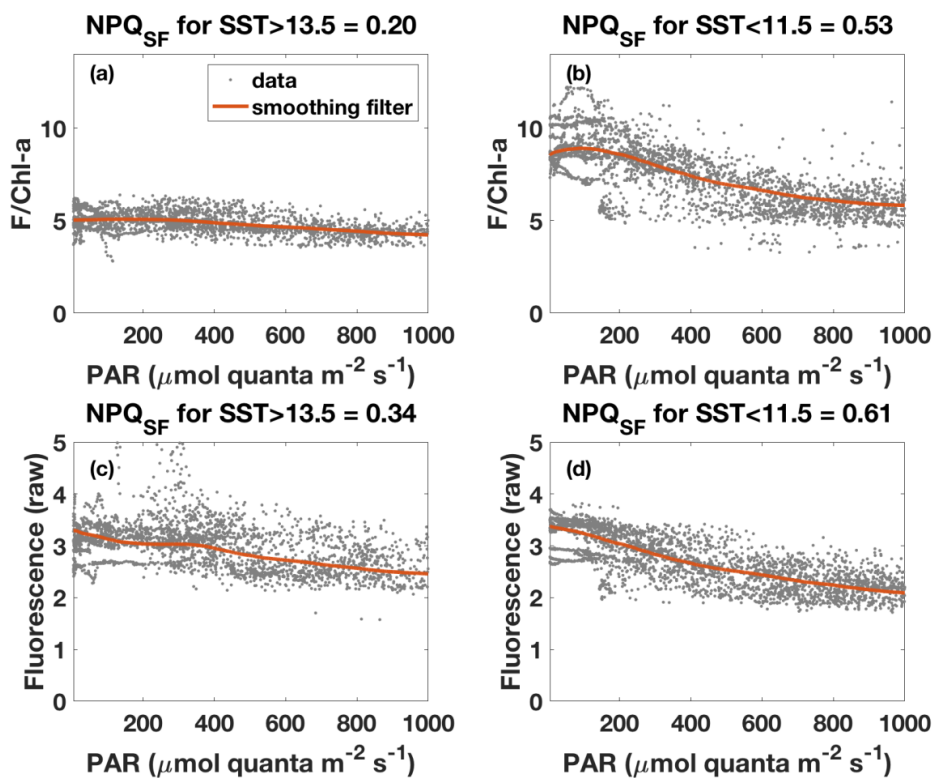 NPQ_SF for SST>13.5 = 0.20
NPQ_SF for SST<11.5 = 0.53
(a)
data
smoothing filter
F/Chl-a
10
5
0
200 400 600 800 1000
PAR (μmol quanta m⁻² s⁻¹)
(b)
F/Chl-a
10
5
0
200 400 600 800 1000
PAR (μmol quanta m⁻² s⁻¹)
NPQ_SF for SST>13.5 = 0.34
NPQ_SF for SST<11.5 = 0.61
(c)
Fluorescence (raw)
5
4
3
2
1
0
200 400 600 800 1000
PAR (μmol quanta m⁻² s⁻¹)
(d)
Fluorescence (raw)
5
4
3
2
1
0
200 400 600 800 1000
PAR (μmol quanta m⁻² s⁻¹)